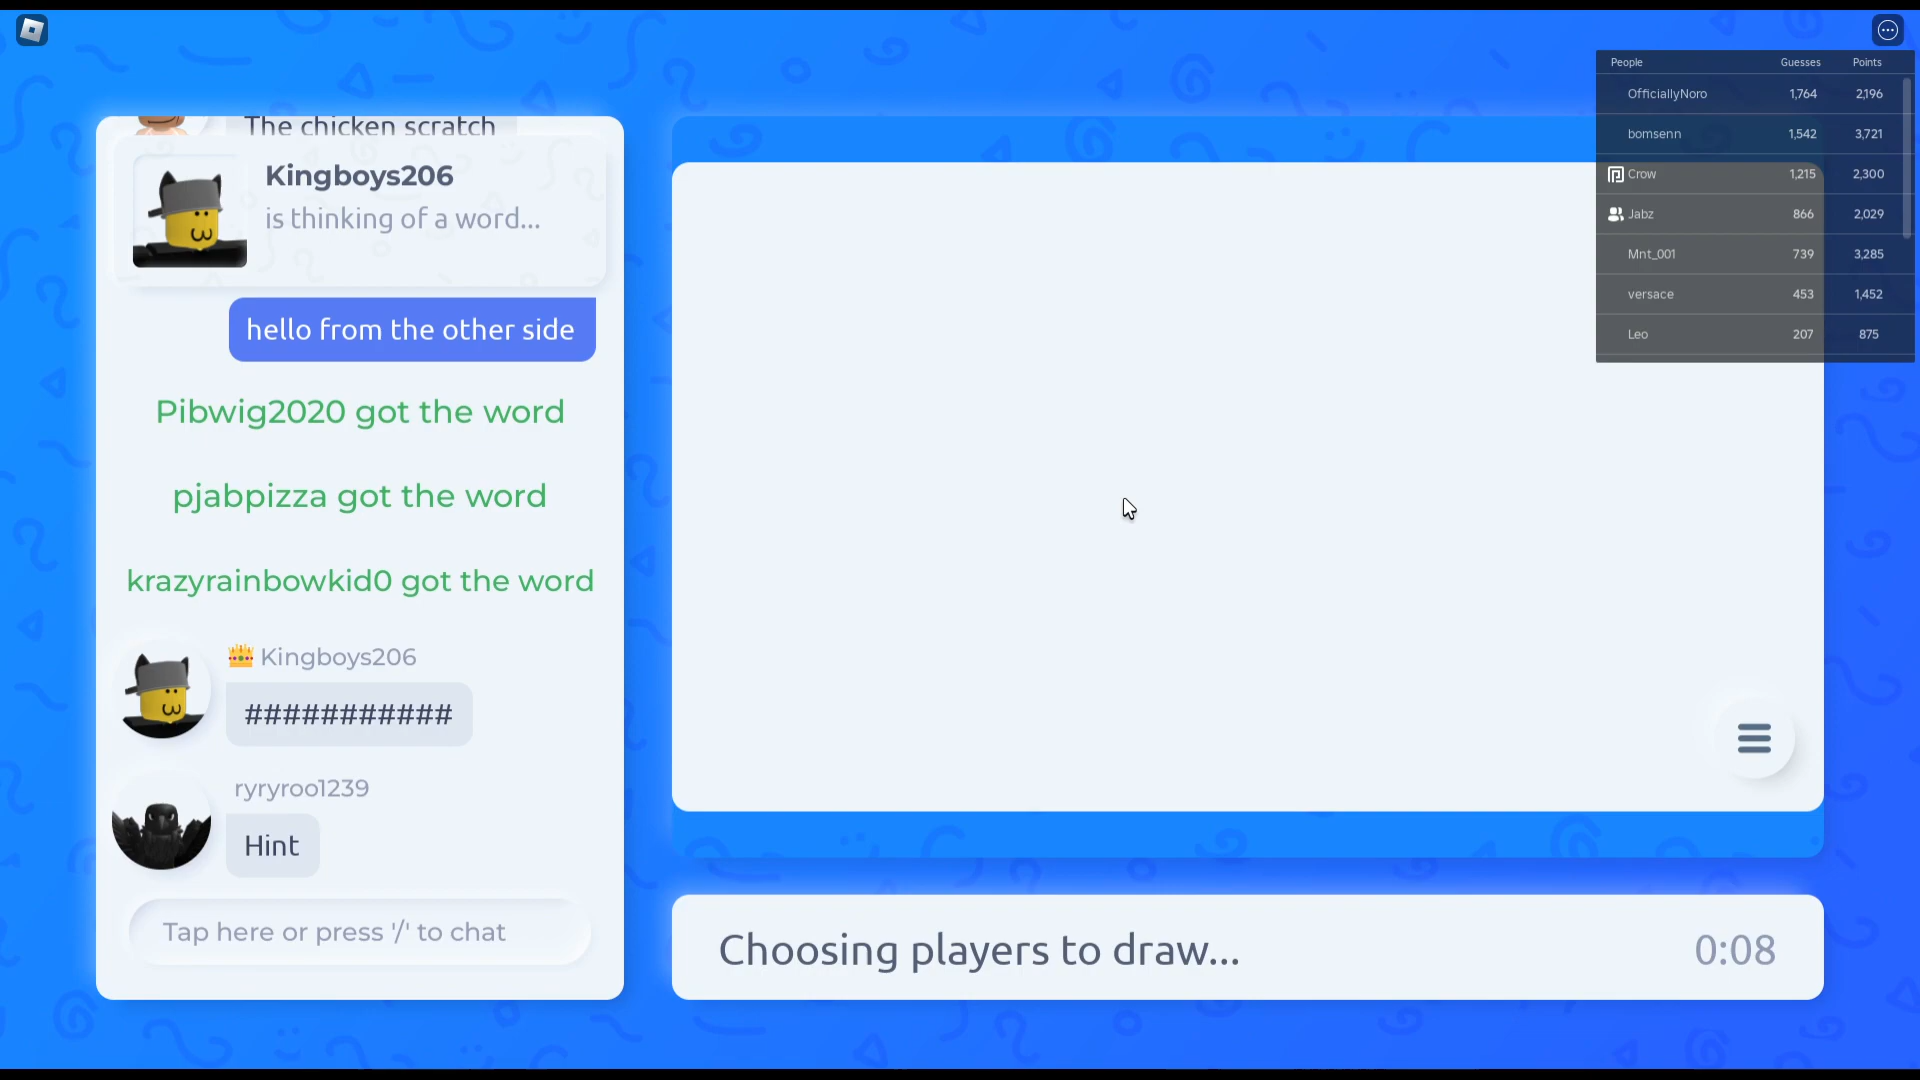 The chicken scratch
Kingboys206
is thinking of a word...
hello from the other side
Pibwig2020 got the word
pjabpizza got the word
krazyrainbowkid0 got the word
Kingboys206
###########
ryryroo1239
Hint
Tap here or press '/' to chat
Choosing players to draw...
0:08
People Guesses Points
OfficiallyNoro 1,764 2,196
bomsenn 1,542 3,721
Crow 1,215 2,300
Jabz 866 2,029
Mnt_001 739 3,285
versace 453 1,452
Leo 207 875